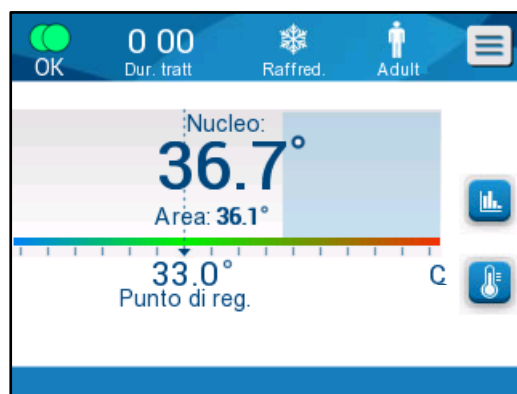 OK
0 00
Dur. tratt
Raffred.
Adult
Nucleo:
36.7°
Area: 36.1°
33.0°
C
Punto di reg.